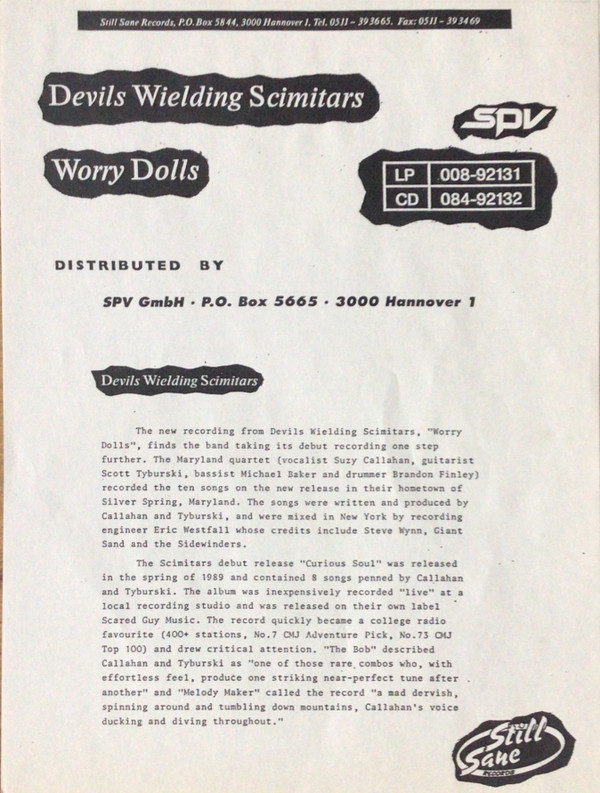 Still Sane Records, P.O. Box 5844, 3000 Hannover 1, Tel. 0511 – 393665. Fax: 0511 – 393469
Devils Wielding Scimitars
SPV
Worry Dolls
LP 008-92131
CD 084-92132
DISTRIBUTED BY
SPV GmbH · P.O. Box 5665 · 3000 Hannover 1
Devils Wielding Scimitars
The new recording from Devils Wielding Scimitars, "Worry
Dolls", finds the band taking its debut recording one step
further. The Maryland quartet (vocalist Suzy Callahan, guitarist
Scott Tyburski, bassist Michael Baker and drummer Brandon Finley)
recorded the ten songs on the new release in their hometown of
Silver Spring, Maryland. The songs were written and produced by
Callahan and Tyburski, and were mixed in New York by recording
engineer Eric Westfall whose credits include Steve Wynn, Giant
Sand and the Sidewinders.
The Scimitars debut release "Curious Soul" was released
in the spring of 1989 and contained 8 songs penned by Callahan
and Tyburski. The album was inexpensively recorded "live" at a
local recording studio and was released on their own label
Scared Guy Music. The record quickly became a college radio
favourite (400+ stations, No.7 CMJ Adventure Pick, No.73 CMJ
Top 100) and drew critical attention. "The Bob" described
Callahan and Tyburski as "one of those rare combos who, with
effortless feel, produce one striking near-perfect tune after
another" and "Melody Maker" called the record "a mad dervish,
spinning around and tumbling down mountains, Callahan's voice
ducking and diving throughout."
Still
Sane
RECORDS